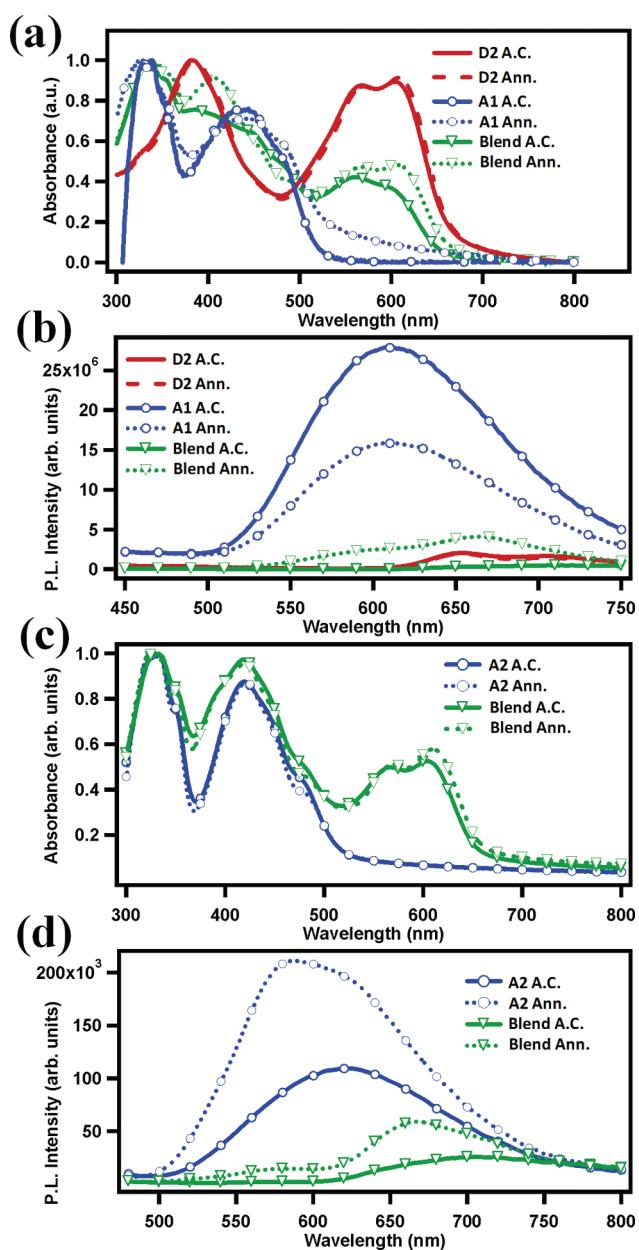 (a)
Absorbance (a.u.)
1.0
0.8
0.6
0.4
0.2
0.0
D2 A.C.
D2 Ann.
A1 A.C.
A1 Ann.
Blend A.C.
Blend Ann.
300 400 500 600 700 800
Wavelength (nm)
(b)
P.L. Intensity (arb. units)
25x10⁶
20
15
10
5
0
D2 A.C.
D2 Ann.
A1 A.C.
A1 Ann.
Blend A.C.
Blend Ann.
450 500 550 600 650 700 750
Wavelength (nm)
(c)
Absorbance (arb. units)
1.0
0.8
0.6
0.4
0.2
A2 A.C.
A2 Ann.
Blend A.C.
Blend Ann.
300 400 500 600 700 800
Wavelength (nm)
(d)
P.L. Intensity (arb. units)
200x10³
150
100
50
A2 A.C.
A2 Ann.
Blend A.C.
Blend Ann.
500 550 600 650 700 750 800
Wavelength (nm)